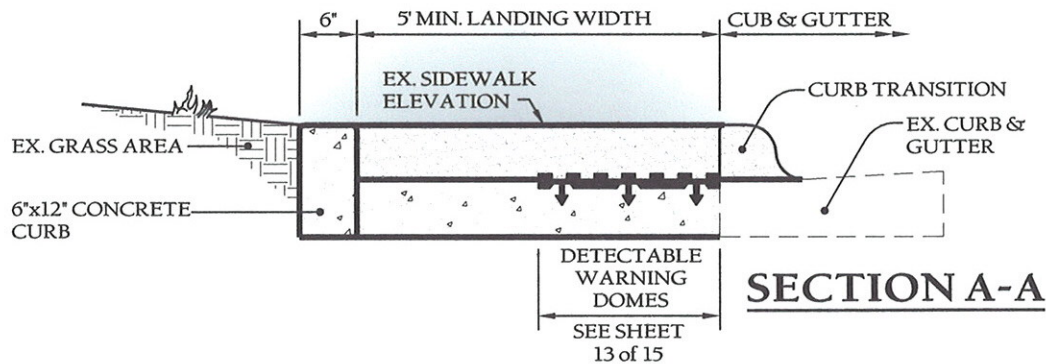 6"
5' MIN. LANDING WIDTH
CUB & GUTTER
EX. SIDEWALK
ELEVATION
CURB TRANSITION
EX. CURB &
GUTTER
EX. GRASS AREA
6"x12" CONCRETE
CURB
DETECTABLE
WARNING
DOMES
SEE SHEET
13 of 15
SECTION A-A